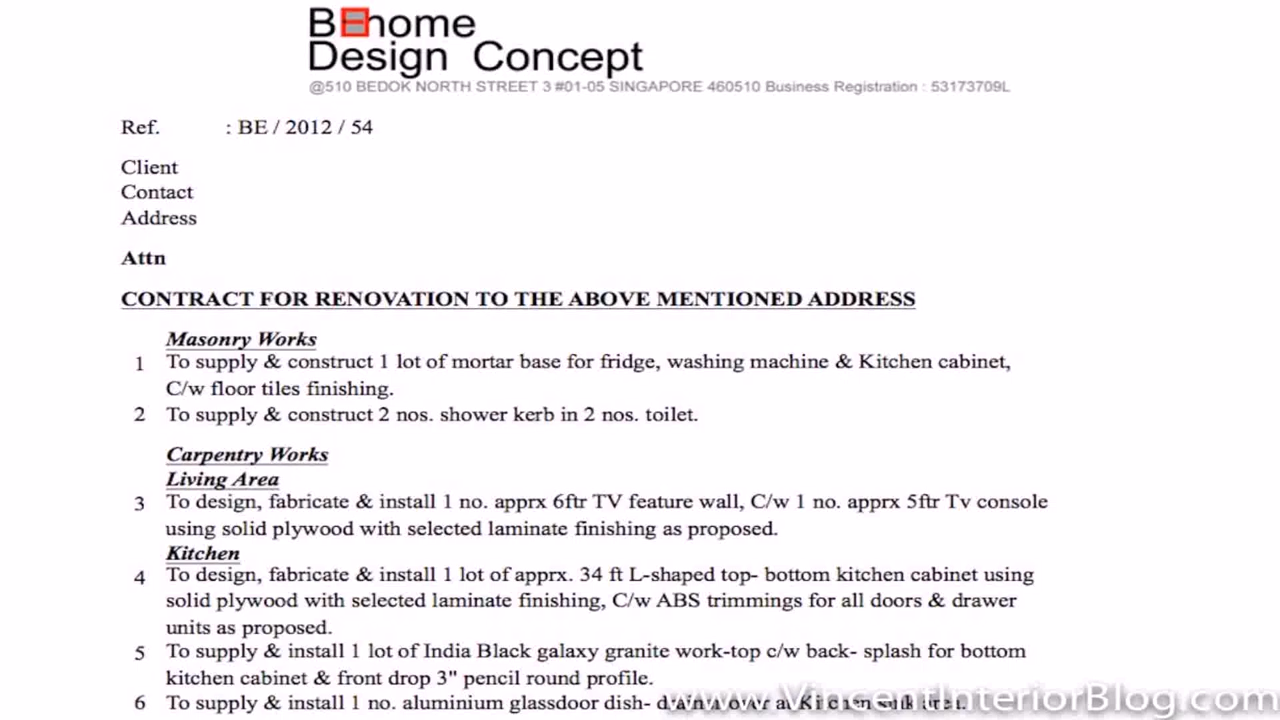 BEhome
Design Concept
@510 BEDOK NORTH STREET 3 #01-05 SINGAPORE 460510 Business Registration : 53173709L
Ref. : BE / 2012 / 54
Client
Contact
Address
Attn
CONTRACT FOR RENOVATION TO THE ABOVE MENTIONED ADDRESS
Masonry Works
1 To supply & construct 1 lot of mortar base for fridge, washing machine & Kitchen cabinet,
C/w floor tiles finishing.
2 To supply & construct 2 nos. shower kerb in 2 nos. toilet.
Carpentry Works
Living Area
3 To design, fabricate & install 1 no. apprx 6ftr TV feature wall, C/w 1 no. apprx 5ftr Tv console
using solid plywood with selected laminate finishing as proposed.
Kitchen
4 To design, fabricate & install 1 lot of apprx. 34 ft L-shaped top- bottom kitchen cabinet using
solid plywood with selected laminate finishing, C/w ABS trimmings for all doors & drawer
units as proposed.
5 To supply & install 1 lot of India Black galaxy granite work-top c/w back- splash for bottom
kitchen cabinet & front drop 3" pencil round profile.
6 To supply & install 1 no. aluminium glassdoor dish- drainer over at Kitchen sink area.
www.VincentInteriorBlog.com